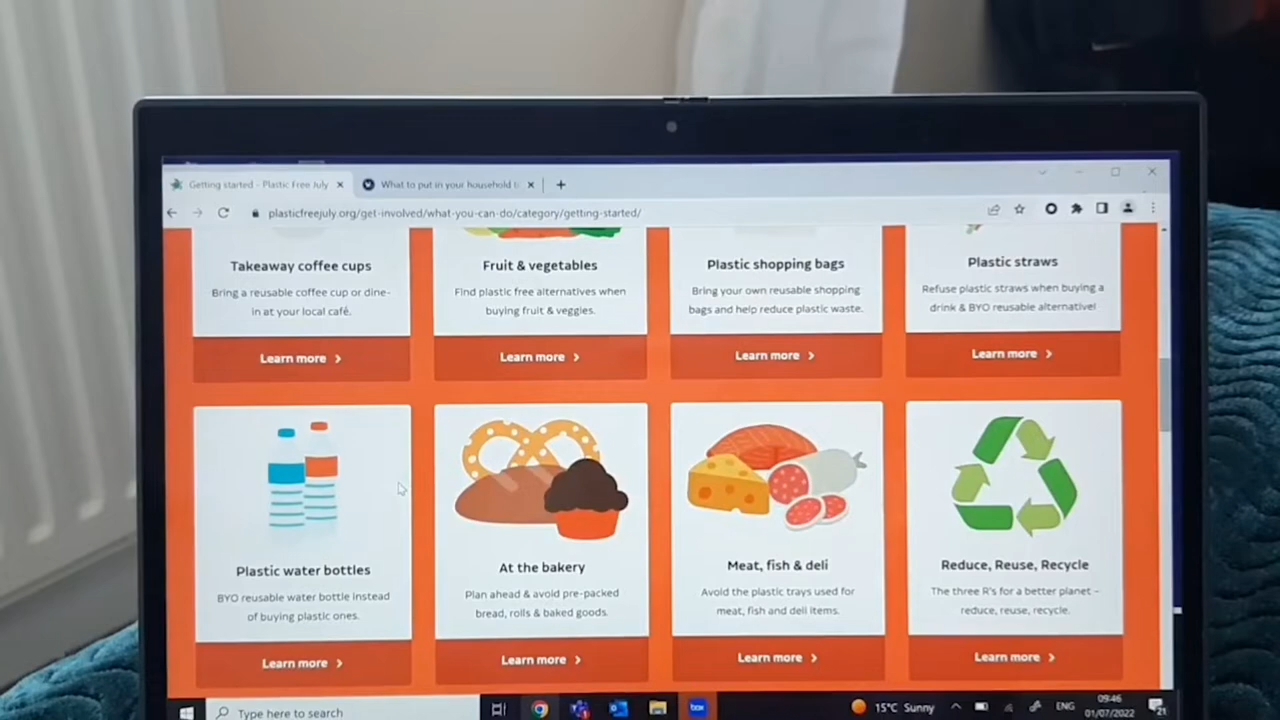 Getting started - Plastic Free July
What to put in your household
plasticfreejuly.org/get-involved/what-you-can-do/category/getting-started/
Takeaway coffee cups
Bring a reusable coffee cup or dine-
in at your local café.
Learn more
Fruit & vegetables
Find plastic free alternatives when
buying fruit & veggies.
Learn more
Plastic shopping bags
Bring your own reusable shopping
bags and help reduce plastic waste.
Learn more
Plastic straws
Refuse plastic straws when buying a
drink & BYO reusable alternative!
Learn more
Plastic water bottles
BYO reusable water bottle instead
of buying plastic ones.
Learn more
At the bakery
Plan ahead & avoid pre-packed
bread, rolls & baked goods.
Learn more
Meat, fish & deli
Avoid the plastic trays used for
meat, fish and deli items.
Learn more
Reduce, Reuse, Recycle
The three R's for a better planet –
reduce, reuse, recycle.
Learn more
Type here to search
box
15°C Sunny
ENG
09:46
01/07/2022
21